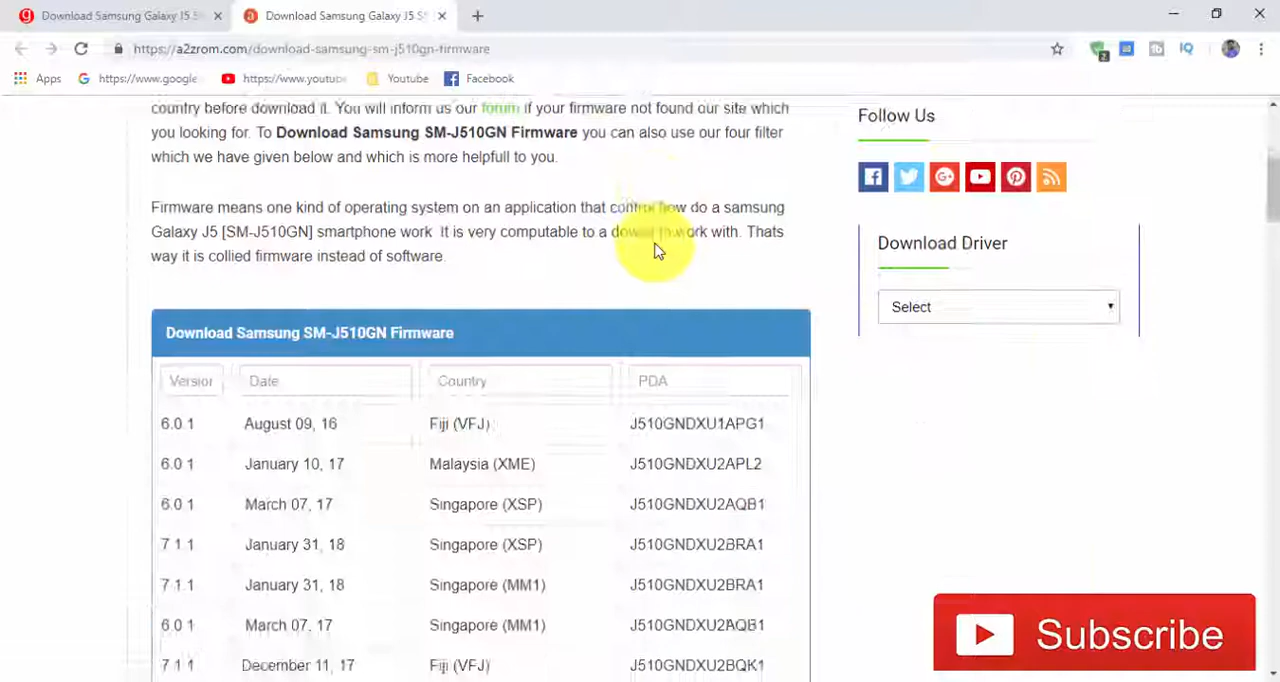 Download Samsung Galaxy J5 S
Download Samsung Galaxy J5 S
https://a2zrom.com/download-samsung-sm-j510gn-firmware
Apps https://www.google https://www.youtube Youtube Facebook
country before download it. You will inform us our forum if your firmware not found our site which
you looking for. To Download Samsung SM-J510GN Firmware you can also use our four filter
which we have given below and which is more helpfull to you.
Firmware means one kind of operating system on an application that control how do a samsung
Galaxy J5 [SM-J510GN] smartphone work It is very computable to a work with. Thats
way it is collied firmware instead of software.
Follow Us
Download Driver
Select
Download Samsung SM-J510GN Firmware
Version Date Country PDA
6.0 1 August 09, 16 Fiji (VFJ) J510GNDXU1APG1
6.0 1 January 10, 17 Malaysia (XME) J510GNDXU2APL2
6.0 1 March 07, 17 Singapore (XSP) J510GNDXU2AQB1
7 1 1 January 31, 18 Singapore (XSP) J510GNDXU2BRA1
7 1 1 January 31, 18 Singapore (MM1) J510GNDXU2BRA1
6.0 1 March 07, 17 Singapore (MM1) J510GNDXU2AQB1
7 1 1 December 11, 17 Fiji (VFJ) J510GNDXU2BQK1
Subscribe